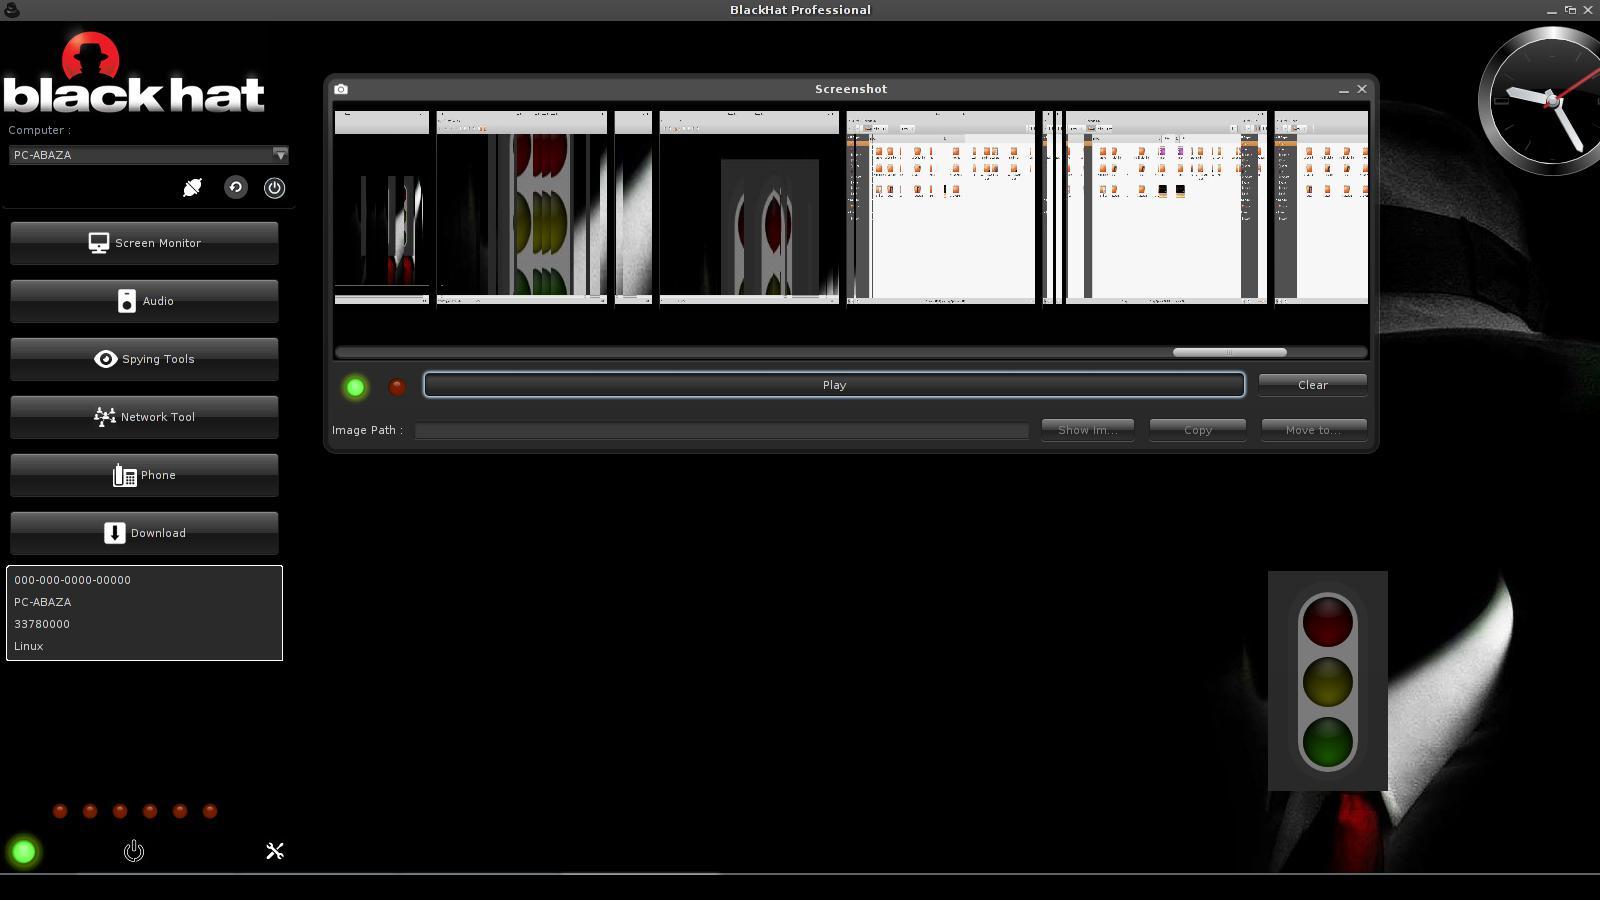 BlackHat Professional
black hat
Computer :
PC-ABAZA
Screen Monitor
Audio
Spying Tools
Network Tool
Phone
Download
000-000-0000-00000
PC-ABAZA
33780000
Linux
Screenshot
Play
Clear
Image Path :
Show Im...
Copy
Move to...